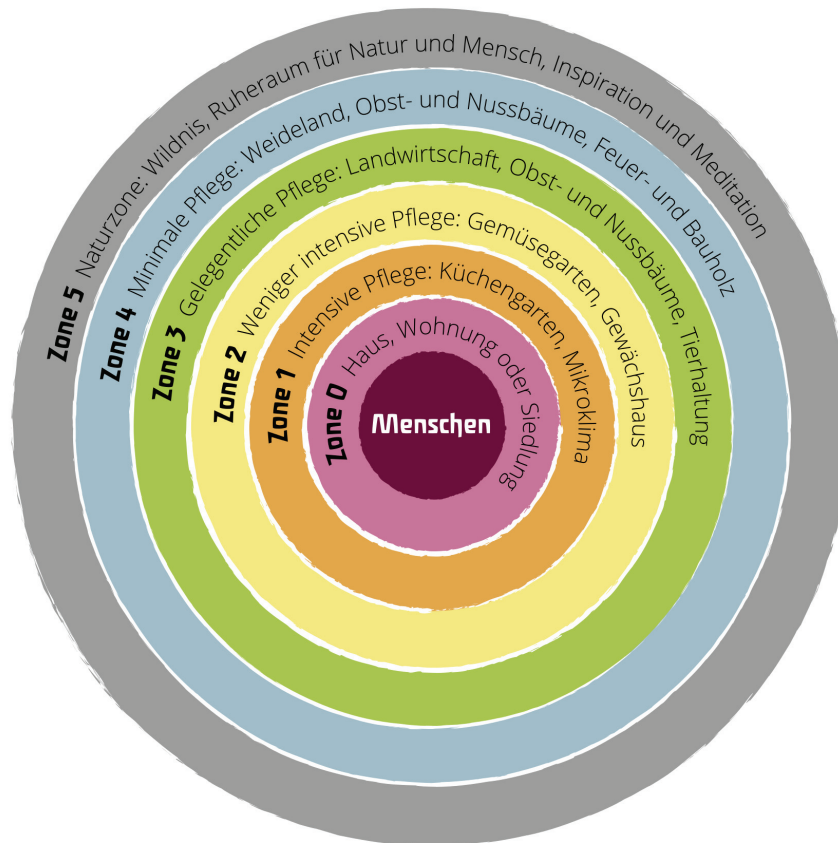 Zone 5 Naturzone: Wildnis, Ruheraum für Natur und Mensch, Inspiration und Meditation
Zone 4 Minimale Pflege: Weideland, Obst- und Nussbäume, Feuer- und Bauholz
Zone 3 Gelegentliche Pflege: Landwirtschaft, Obst- und Nussbäume, Tierhaltung
Zone 2 Weniger intensive Pflege: Gemüsegarten, Gewächshaus
Zone 1 Intensive Pflege: Küchengarten, Mikroklima
Zone 0 Haus, Wohnung oder Siedlung
Menschen